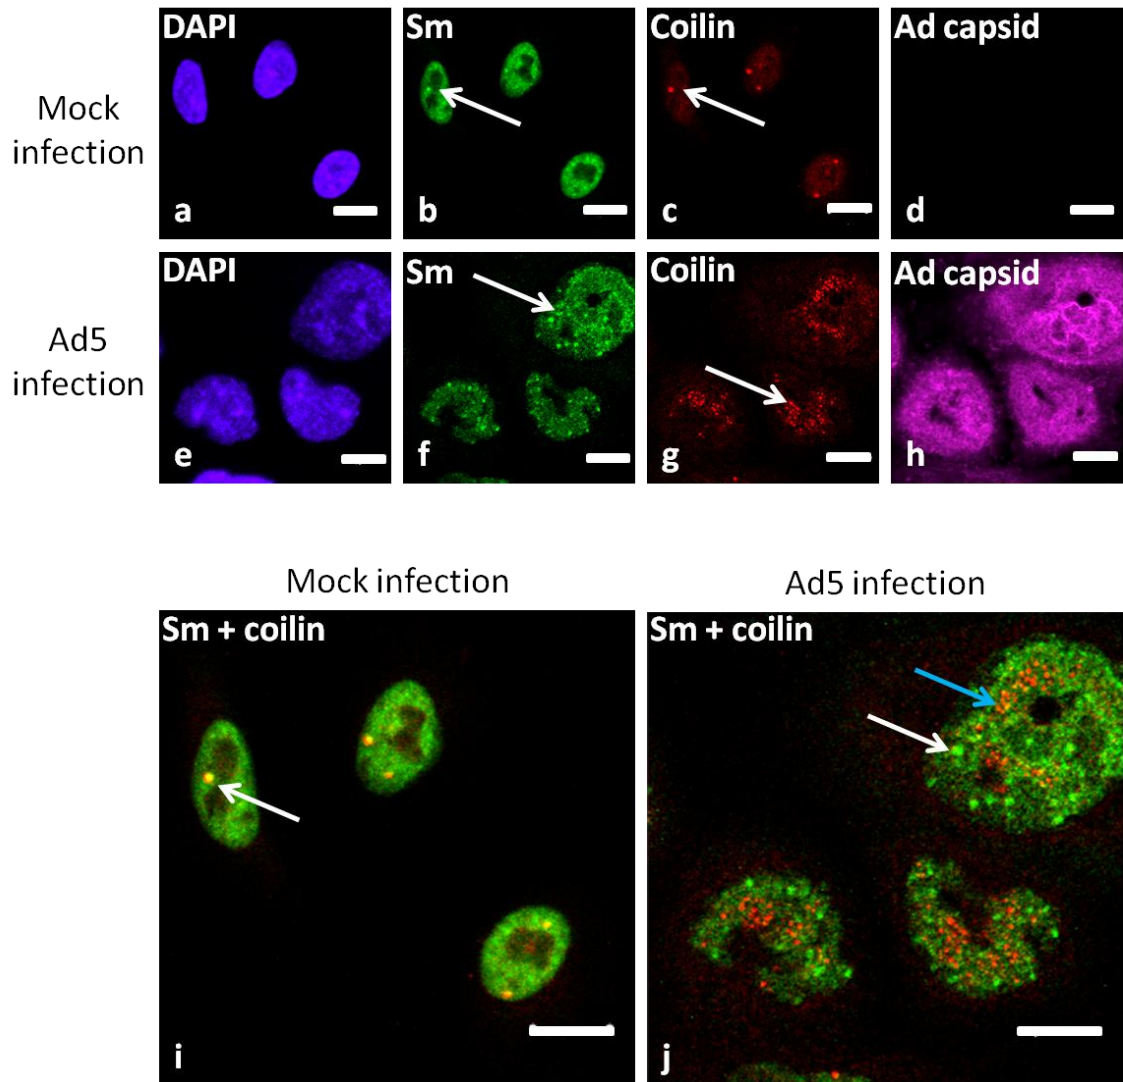 Mock
infection
DAPI
a
Sm
b
Coilin
c
Ad capsid
d
Ad5
infection
DAPI
e
Sm
f
Coilin
g
Ad capsid
h
Mock infection
Ad5 infection
Sm + coilin
i
Sm + coilin
j